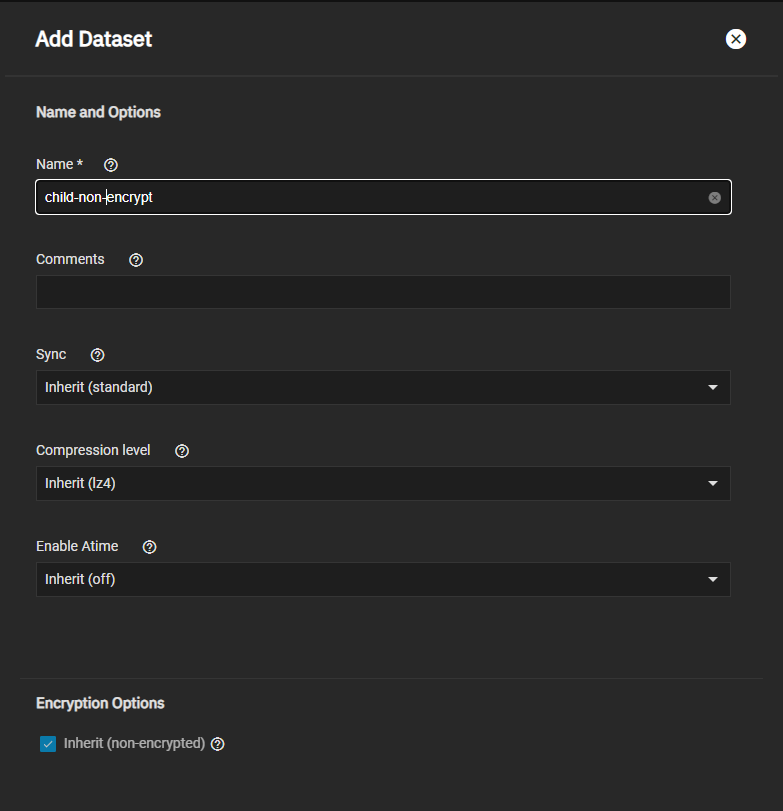 Add Dataset
Name and Options
Name *
child-non-encrypt
Comments
Sync
Inherit (standard)
Compression level
Inherit (lz4)
Enable Atime
Inherit (off)
Encryption Options
Inherit (non-encrypted)